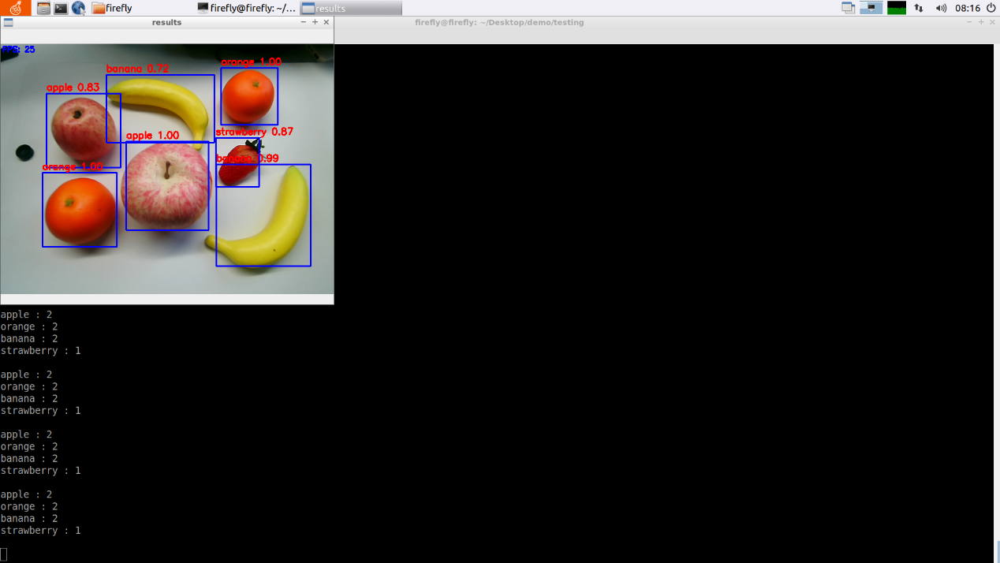 firefly
firefly@firefly: ~/...
results
08:16
results
firefly@firefly: ~/Desktop/demo/testing
FPS: 25
orange 1.00
banana 0.72
apple 0.83
strawberry 0.87
apple 1.00
banana 0.99
orange 1.00
apple : 2
orange : 2
banana : 2
strawberry : 1
apple : 2
orange : 2
banana : 2
strawberry : 1
apple : 2
orange : 2
banana : 2
strawberry : 1
apple : 2
orange : 2
banana : 2
strawberry : 1